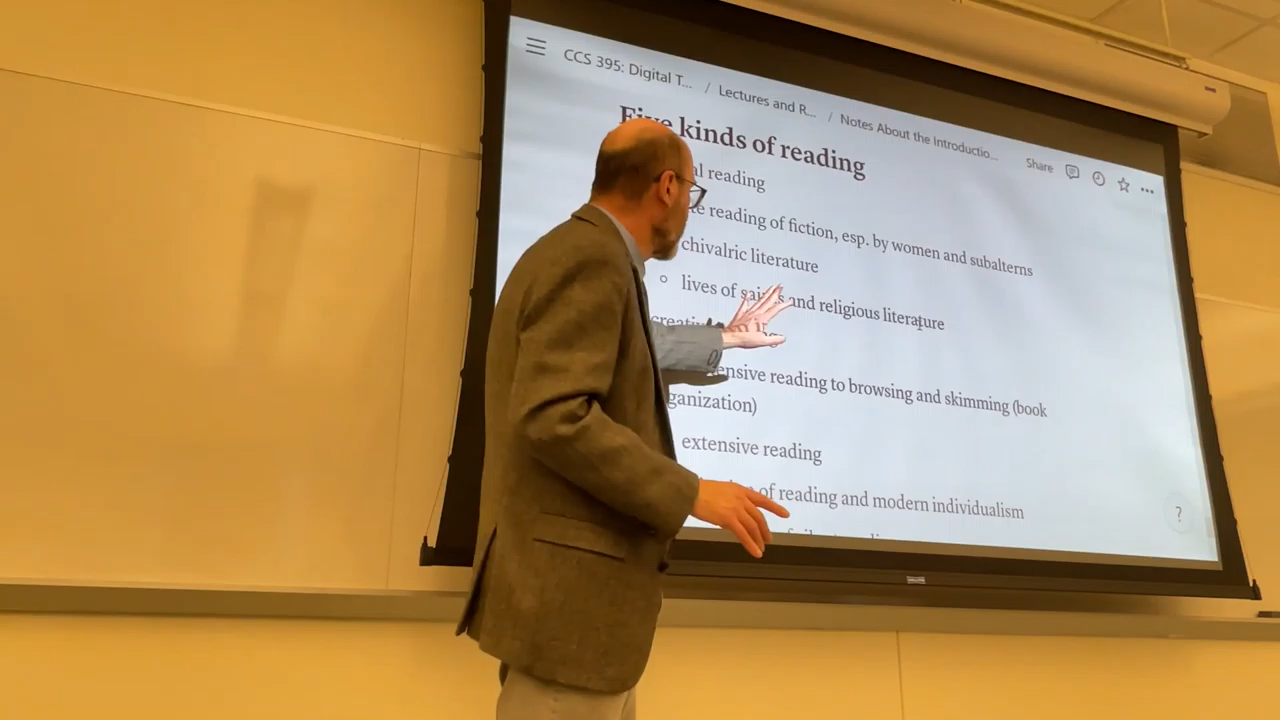 CCS 395: Digital T... / Lectures and R... / Notes About the Introductio...
Share
Five kinds of reading
al reading
te reading of fiction, esp. by women and subalterns
chivalric literature
lives of saints and religious literature
ensive reading to browsing and skimming (book
ganization)
extensive reading
of reading and modern individualism
?